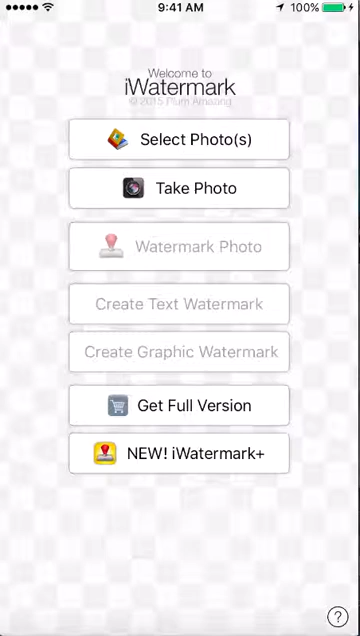 9:41 AM
100%
Welcome to
iWatermark
© 2015 Plum Amazing
Select Photo(s)
Take Photo
Watermark Photo
Create Text Watermark
Create Graphic Watermark
Get Full Version
NEW! iWatermark+
?